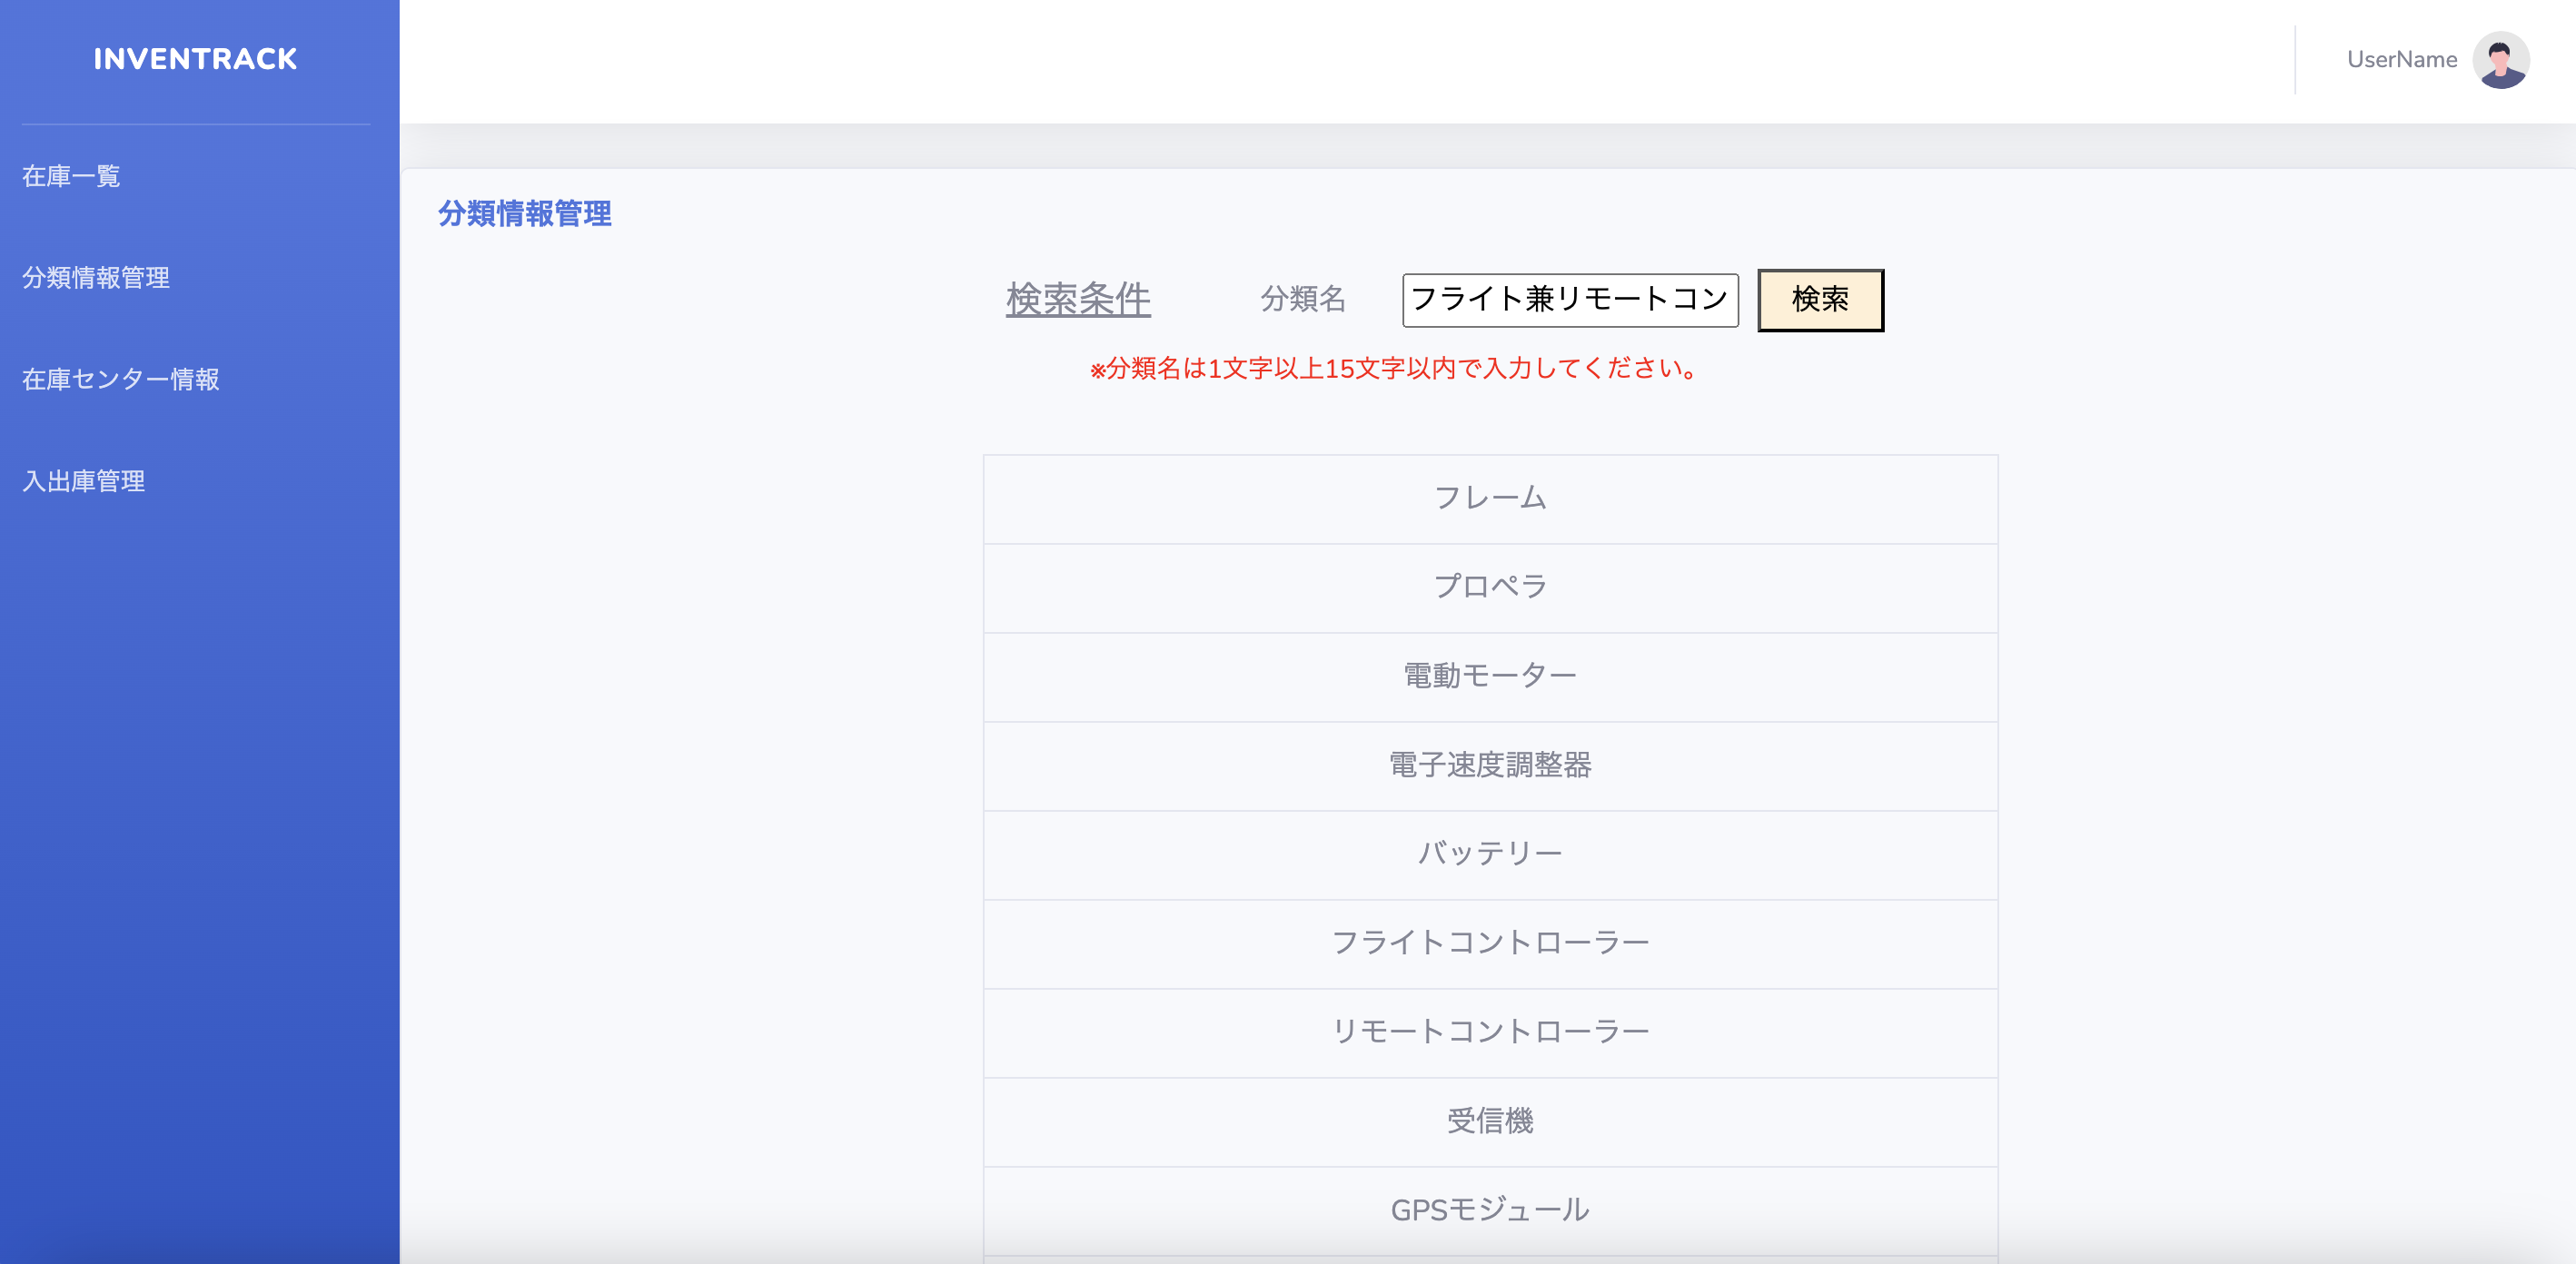 INVENTRACK
UserName
在庫一覧
分類情報管理
在庫センター情報
入出庫管理
分類情報管理
検索条件 分類名 フライト兼リモートコン 検索
※分類名は1文字以上15文字以内で入力してください。
フレーム
プロペラ
電動モーター
電子速度調整器
バッテリー
フライトコントローラー
リモートコントローラー
受信機
GPSモジュール